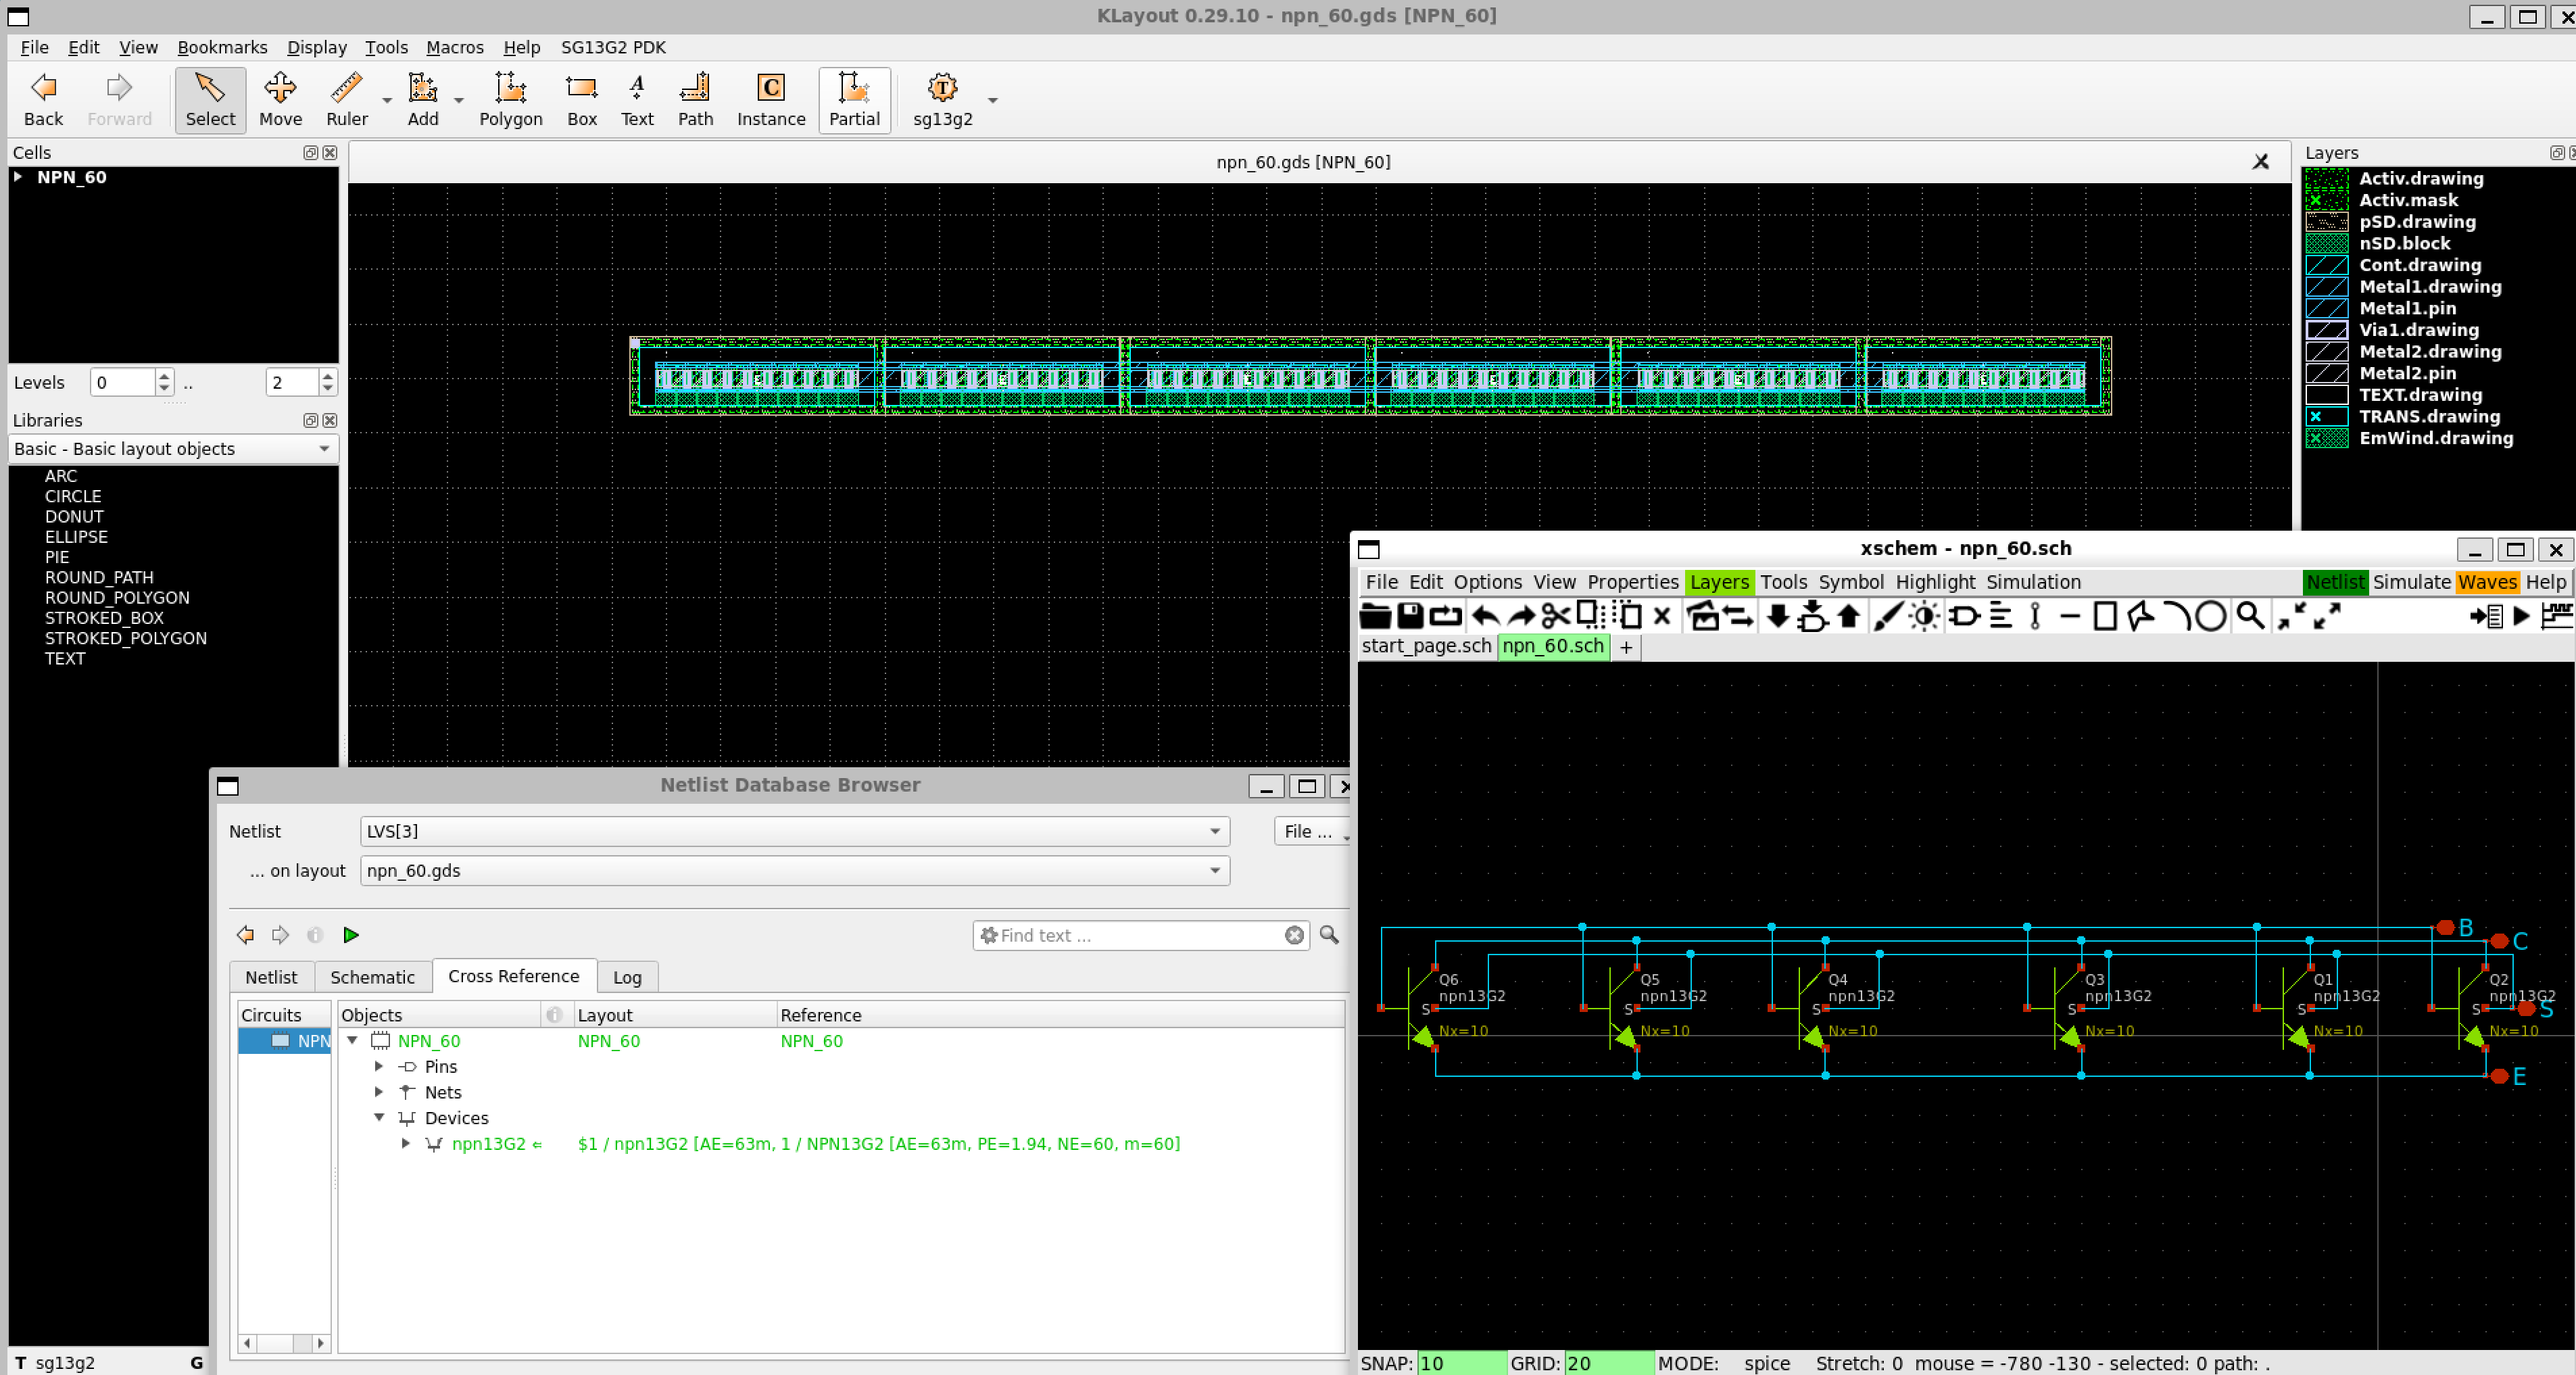 KLayout 0.29.10 - npn_60.gds [NPN_60]
File Edit View Bookmarks Display Tools Macros Help SG13G2 PDK
Back Forward Select Move Ruler Add Polygon Box Text Path Instance Partial sg13g2
Cells
NPN_60
Levels 0 .. 2
Libraries
Basic - Basic layout objects
ARC
CIRCLE
DONUT
ELLIPSE
PIE
ROUND_PATH
ROUND_POLYGON
STROKED_BOX
STROKED_POLYGON
TEXT
T sg13g2 G
npn_60.gds [NPN_60]
Layers
Activ.drawing
Activ.mask
pSD.drawing
nSD.block
Cont.drawing
Metal1.drawing
Metal1.pin
Via1.drawing
Metal2.drawing
Metal2.pin
TEXT.drawing
TRANS.drawing
EmWind.drawing
Netlist Database Browser
Netlist LVS[3] File ...
... on layout npn_60.gds
Find text ...
Netlist Schematic Cross Reference Log
Circuits Objects Layout Reference
NPN NPN_60 NPN_60 NPN_60
Pins
Nets
Devices
npn13G2 ⇐ $1 / npn13G2 [AE=63m, 1 / NPN13G2 [AE=63m, PE=1.94, NE=60, m=60]
xschem - npn_60.sch
File Edit Options View Properties Layers Tools Symbol Highlight Simulation Netlist Simulate Waves Help
start_page.sch npn_60.sch +
B
C
Q6 Q5 Q4 Q3 Q1 Q2
npn13G2 npn13G2 npn13G2 npn13G2 npn13G2 npn13G2
S S S S S S S
Nx=10 Nx=10 Nx=10 Nx=10 Nx=10 Nx=10
E
SNAP: 10 GRID: 20 MODE: spice Stretch: 0 mouse = -780 -130 - selected: 0 path: .